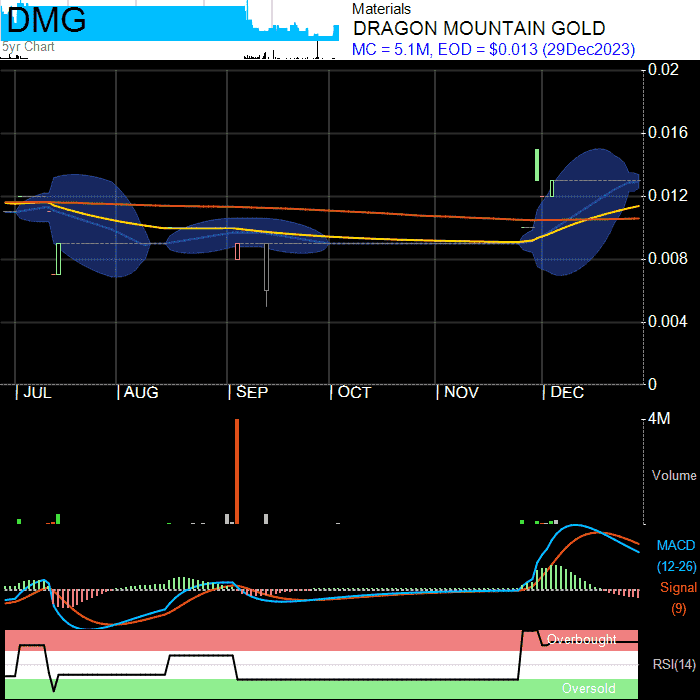 DMG
5yr Chart
Materials
DRAGON MOUNTAIN GOLD
MC = 5.1M, EOD = $0.013 (29Dec2023)
0.02
0.016
0.012
0.008
0.004
0
JUL AUG SEP OCT NOV DEC
4M
Volume
MACD
(12-26)
Signal
(9)
Overbought
RSI(14)
Oversold